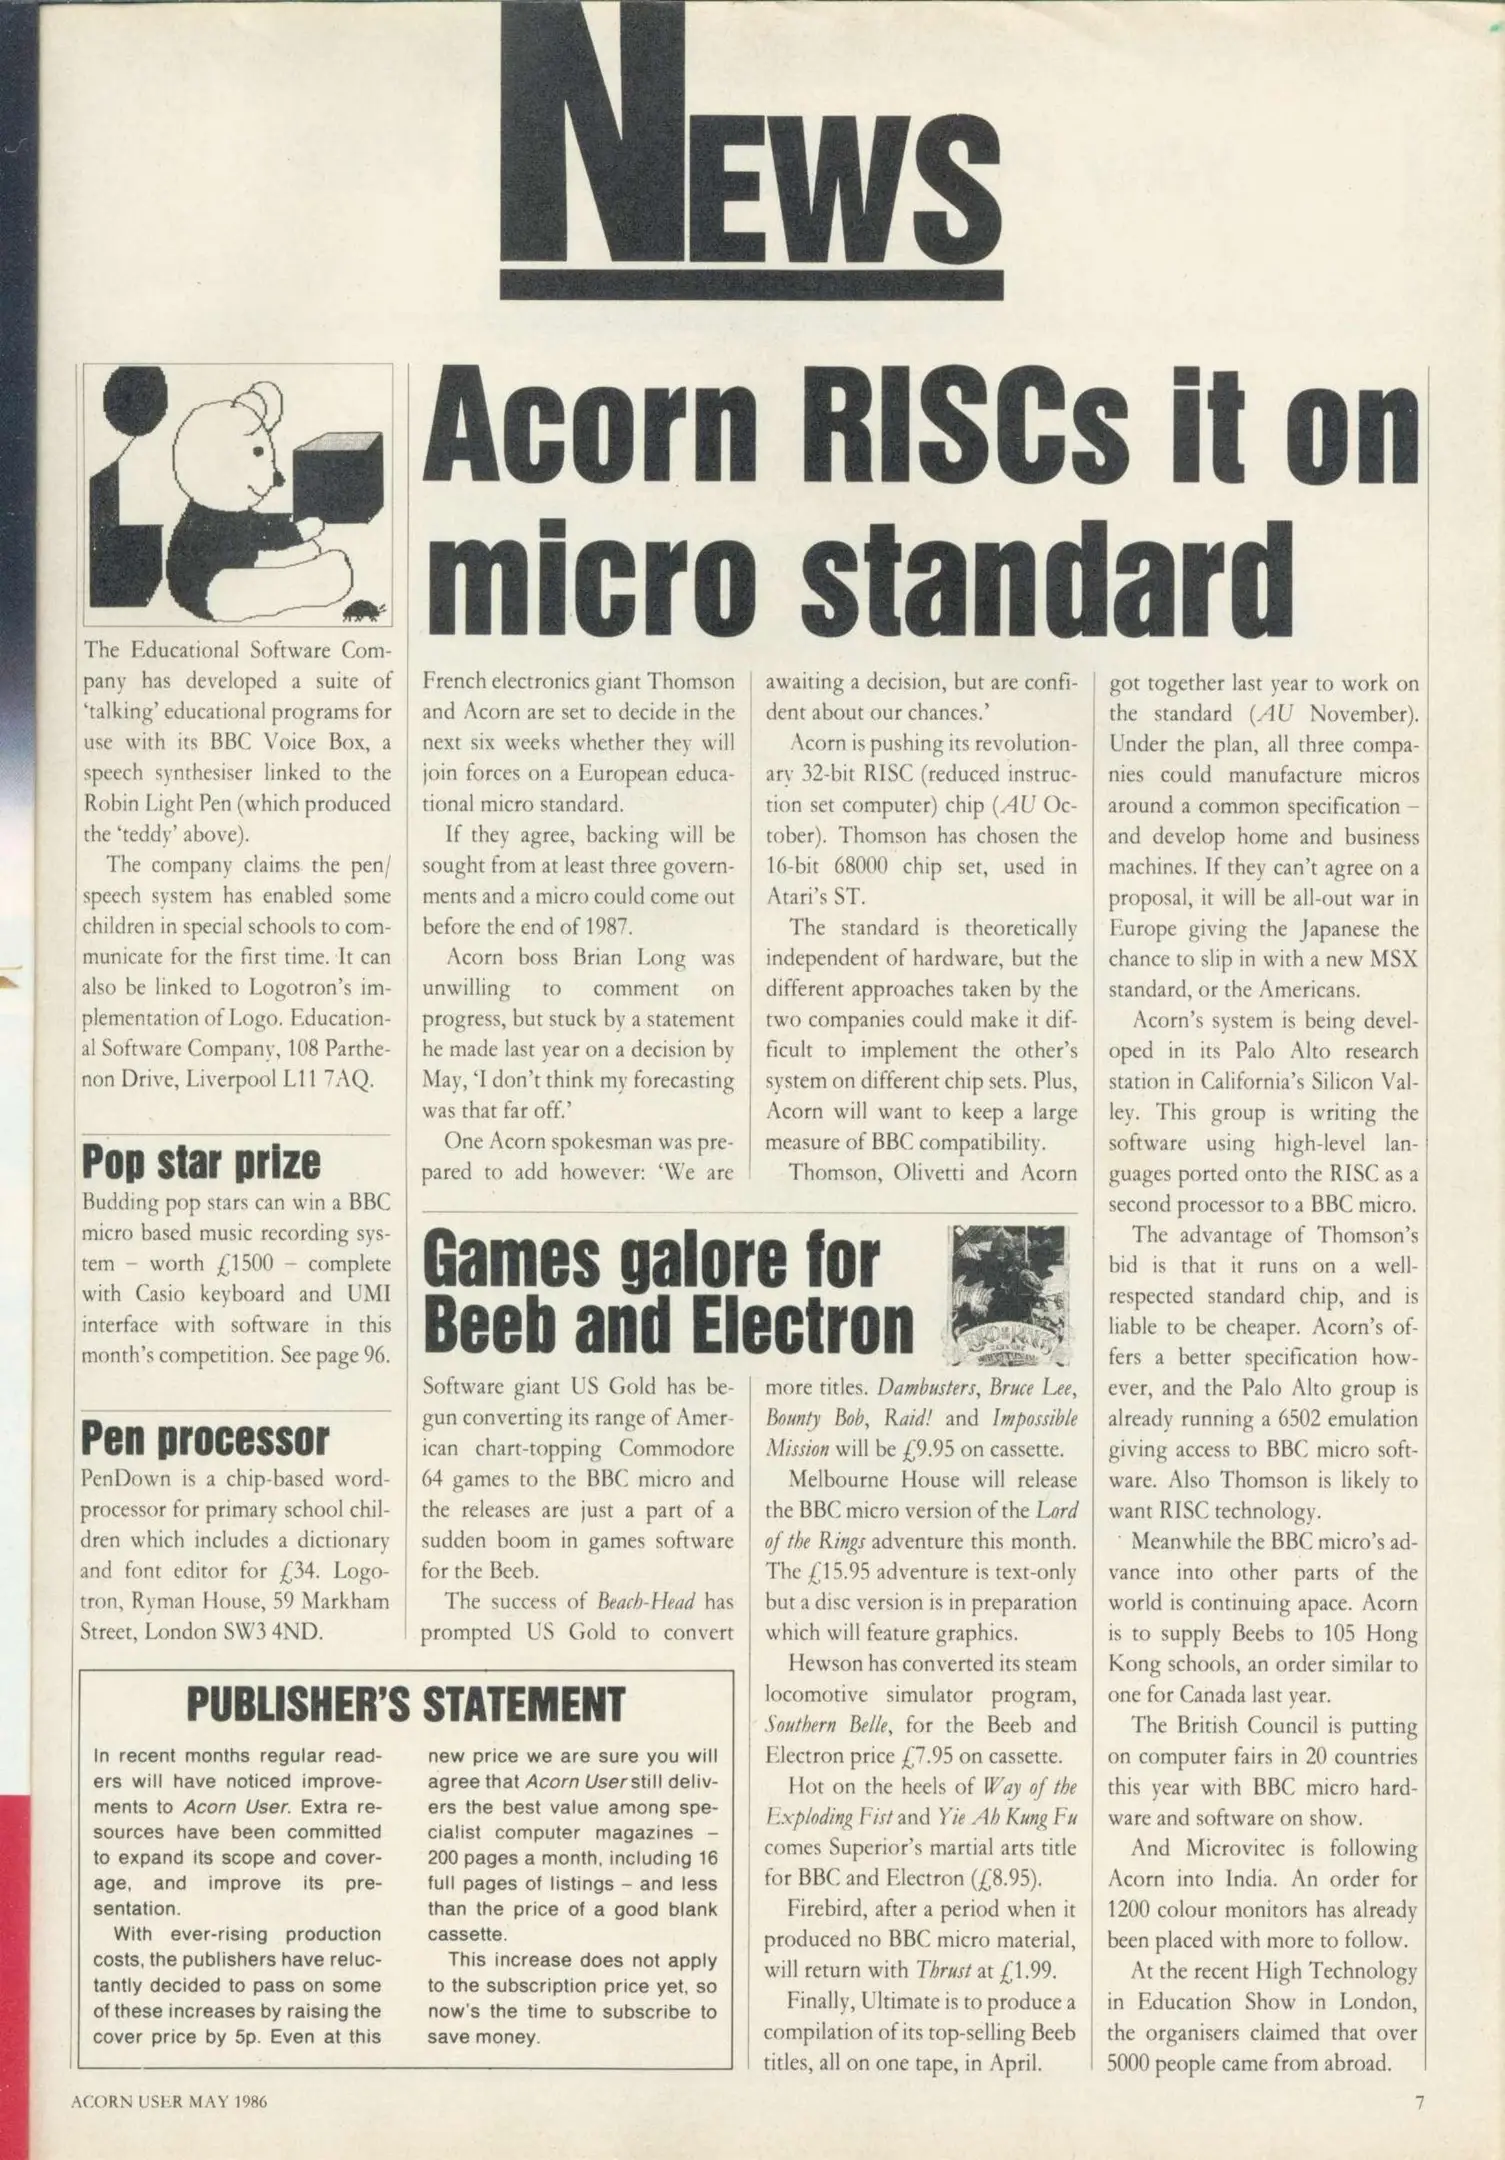 NEWS
The Educational Software Com-
pany has developed a suite of
‘talking’ educational programs for
use with its BBC Voice Box, a
speech synthesiser linked to the
Robin Light Pen (which produced
the ‘teddy’ above).
The company claims the pen/
speech system has enabled some
children in special schools to com-
municate for the first time. It can
also be linked to Logotron’s im-
plementation of Logo. Education-
al Software Company, 108 Parthe-
non Drive, Liverpool L11 7AQ.
Pop star prize
Budding pop stars can win a BBC
micro based music recording sys-
tem – worth £1500 – complete
with Casio keyboard and UMI
interface with software in this
month’s competition. See page 96.
Pen processor
PenDown is a chip-based word-
processor for primary school chil-
dren which includes a dictionary
and font editor for £34. Logo-
tron, Ryman House, 59 Markham
Street, London SW3 4ND.
Acorn RISCs it on
micro standard
French electronics giant Thomson
and Acorn are set to decide in the
next six weeks whether they will
join forces on a European educa-
tional micro standard.
If they agree, backing will be
sought from at least three govern-
ments and a micro could come out
before the end of 1987.
Acorn boss Brian Long was
unwilling to comment on
progress, but stuck by a statement
he made last year on a decision by
May, ‘I don’t think my forecasting
was that far off.’
One Acorn spokesman was pre-
pared to add however: ‘We are
awaiting a decision, but are confi-
dent about our chances.’
Acorn is pushing its revolution-
ary 32-bit RISC (reduced instruc-
tion set computer) chip (AU Oc-
tober). Thomson has chosen the
16-bit 68000 chip set, used in
Atari’s ST.
The standard is theoretically
independent of hardware, but the
different approaches taken by the
two companies could make it dif-
ficult to implement the other’s
system on different chip sets. Plus,
Acorn will want to keep a large
measure of BBC compatibility.
Thomson, Olivetti and Acorn
got together last year to work on
the standard (AU November).
Under the plan, all three compa-
nies could manufacture micros
around a common specification –
and develop home and business
machines. If they can’t agree on a
proposal, it will be all-out war in
Europe giving the Japanese the
chance to slip in with a new MSX
standard, or the Americans.
Acorn’s system is being devel-
oped in its Palo Alto research
station in California’s Silicon Val-
ley. This group is writing the
software using high-level lan-
guages ported onto the RISC as a
second processor to a BBC micro.
The advantage of Thomson’s
bid is that it runs on a well-
respected standard chip, and is
liable to be cheaper. Acorn’s of-
fers a better specification how-
ever, and the Palo Alto group is
already running a 6502 emulation
giving access to BBC micro soft-
ware. Also Thomson is likely to
want RISC technology.
Meanwhile the BBC micro’s ad-
vance into other parts of the
world is continuing apace. Acorn
is to supply Beebs to 105 Hong
Kong schools, an order similar to
one for Canada last year.
The British Council is putting
on computer fairs in 20 countries
this year with BBC micro hard-
ware and software on show.
And Microvitec is following
Acorn into India. An order for
1200 colour monitors has already
been placed with more to follow.
At the recent High Technology
in Education Show in London,
the organisers claimed that over
5000 people came from abroad.
Games galore for
Beeb and Electron
Software giant US Gold has be-
gun converting its range of Amer-
ican chart-topping Commodore
64 games to the BBC micro and
the releases are just a part of a
sudden boom in games software
for the Beeb.
The success of Beach-Head has
prompted US Gold to convert
more titles. Dambusters, Bruce Lee,
Bounty Bob, Raid! and Impossible
Mission will be £9.95 on cassette.
Melbourne House will release
the BBC micro version of the Lord
of the Rings adventure this month.
The £15.95 adventure is text-only
but a disc version is in preparation
which will feature graphics.
Hewson has converted its steam
locomotive simulator program,
Southern Belle, for the Beeb and
Electron price £7.95 on cassette.
Hot on the heels of Way of the
Exploding Fist and Yie Ah Kung Fu
comes Superior’s martial arts title
for BBC and Electron (£8.95).
Firebird, after a period when it
produced no BBC micro material,
will return with Thrust at £1.99.
Finally, Ultimate is to produce a
compilation of its top-selling Beeb
titles, all on one tape, in April.
PUBLISHER’S STATEMENT
In recent months regular read-
ers will have noticed improve-
ments to Acorn User. Extra re-
sources have been committed
to expand its scope and cover-
age, and improve its pre-
sentation.
With ever-rising production
costs, the publishers have reluc-
tantly decided to pass on some
of these increases by raising the
cover price by 5p. Even at this
new price we are sure you will
agree that Acorn User still deliv-
ers the best value among spe-
cialist computer magazines –
200 pages a month, including 16
full pages of listings – and less
than the price of a good blank
cassette.
This increase does not apply
to the subscription price yet, so
now’s the time to subscribe to
save money.
ACORN USER MAY 1986
7